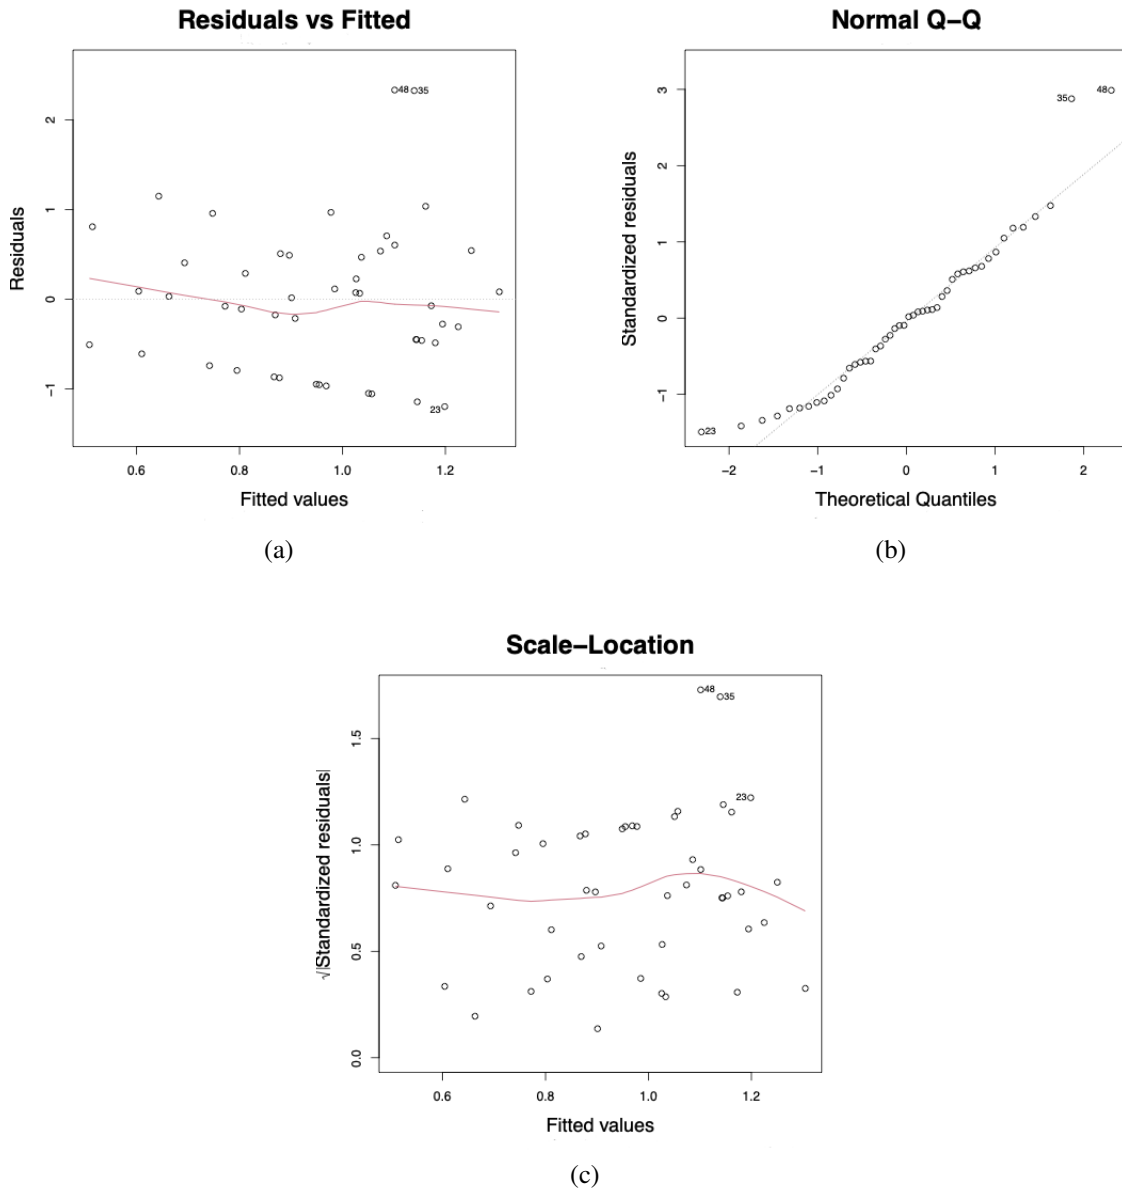 Residuals vs Fitted
48 35
2
1
0
−1
Residuals
23
0.6 0.8 1.0 1.2
Fitted values
(a)
Normal Q−Q
48
35
3
2
1
0
−1
Standardized residuals
23
−2 −1 0 1 2
Theoretical Quantiles
(b)
Scale−Location
48
35
1.5
1.0
0.5
0.0
√|Standardized residuals|
23
0.6 0.8 1.0 1.2
Fitted values
(c)